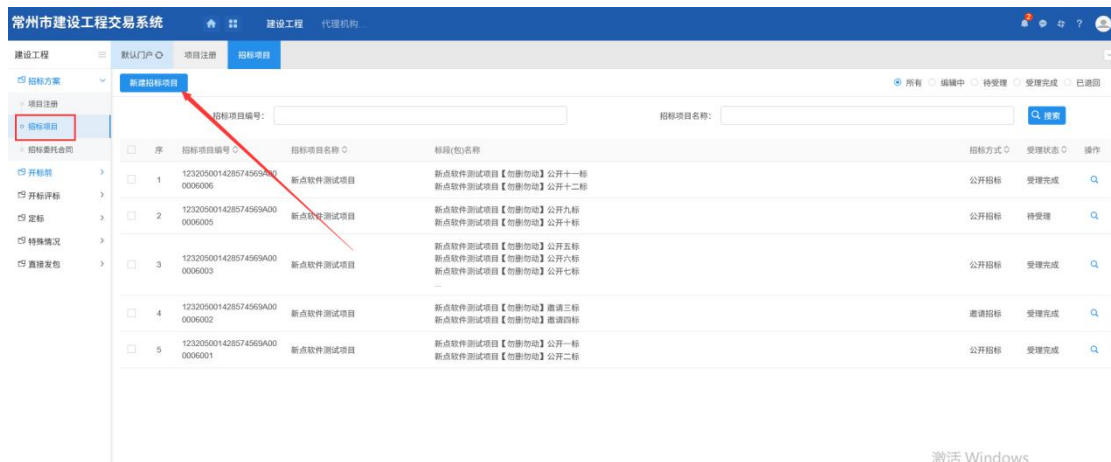 常州市建设工程交易系统
建设工程 代理机构...
2
?
建设工程
默认门户
项目注册
招标项目
招标方案
项目注册
招标项目
招标委托合同
开标前
开标评标
定标
特殊情况
直接发包
新建招标项目
所有 编辑中 待受理 受理完成 已退回
招标项目编号：
招标项目名称：
搜索
序 招标项目编号 招标项目名称 标段(包)名称 招标方式 受理状态 操作
1 123205001428574569A00
0006006
新点软件测试项目
新点软件测试项目【勿删勿动】公开十一标
新点软件测试项目【勿删勿动】公开十二标
公开招标 受理完成
2 123205001428574569A00
0006005
新点软件测试项目
新点软件测试项目【勿删勿动】公开九标
新点软件测试项目【勿删勿动】公开十标
公开招标 待受理
3 123205001428574569A00
0006003
新点软件测试项目
新点软件测试项目【勿删勿动】公开五标
新点软件测试项目【勿删勿动】公开六标
新点软件测试项目【勿删勿动】公开七标
...
公开招标 受理完成
4 123205001428574569A00
0006002
新点软件测试项目
新点软件测试项目【勿删勿动】邀请三标
新点软件测试项目【勿删勿动】邀请四标
邀请招标 受理完成
5 123205001428574569A00
0006001
新点软件测试项目
新点软件测试项目【勿删勿动】公开一标
新点软件测试项目【勿删勿动】公开二标
公开招标 受理完成
激活 Windows